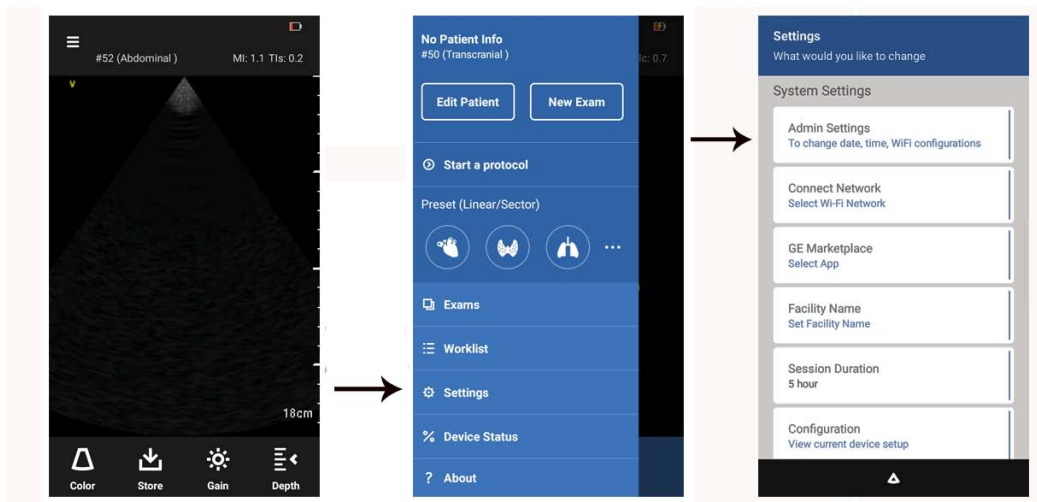 #52 (Abdominal )
MI: 1.1 TIs: 0.2
V
18cm
Color
Store
Gain
Depth
No Patient Info
#50 (Transcranial )
Ic: 0.7
Edit Patient
New Exam
Start a protocol
Preset (Linear/Sector)
Exams
Worklist
Settings
Device Status
? About
Settings
What would you like to change
System Settings
Admin Settings
To change date, time, WiFi configurations
Connect Network
Select Wi-Fi Network
GE Marketplace
Select App
Facility Name
Set Facility Name
Session Duration
5 hour
Configuration
View current device setup